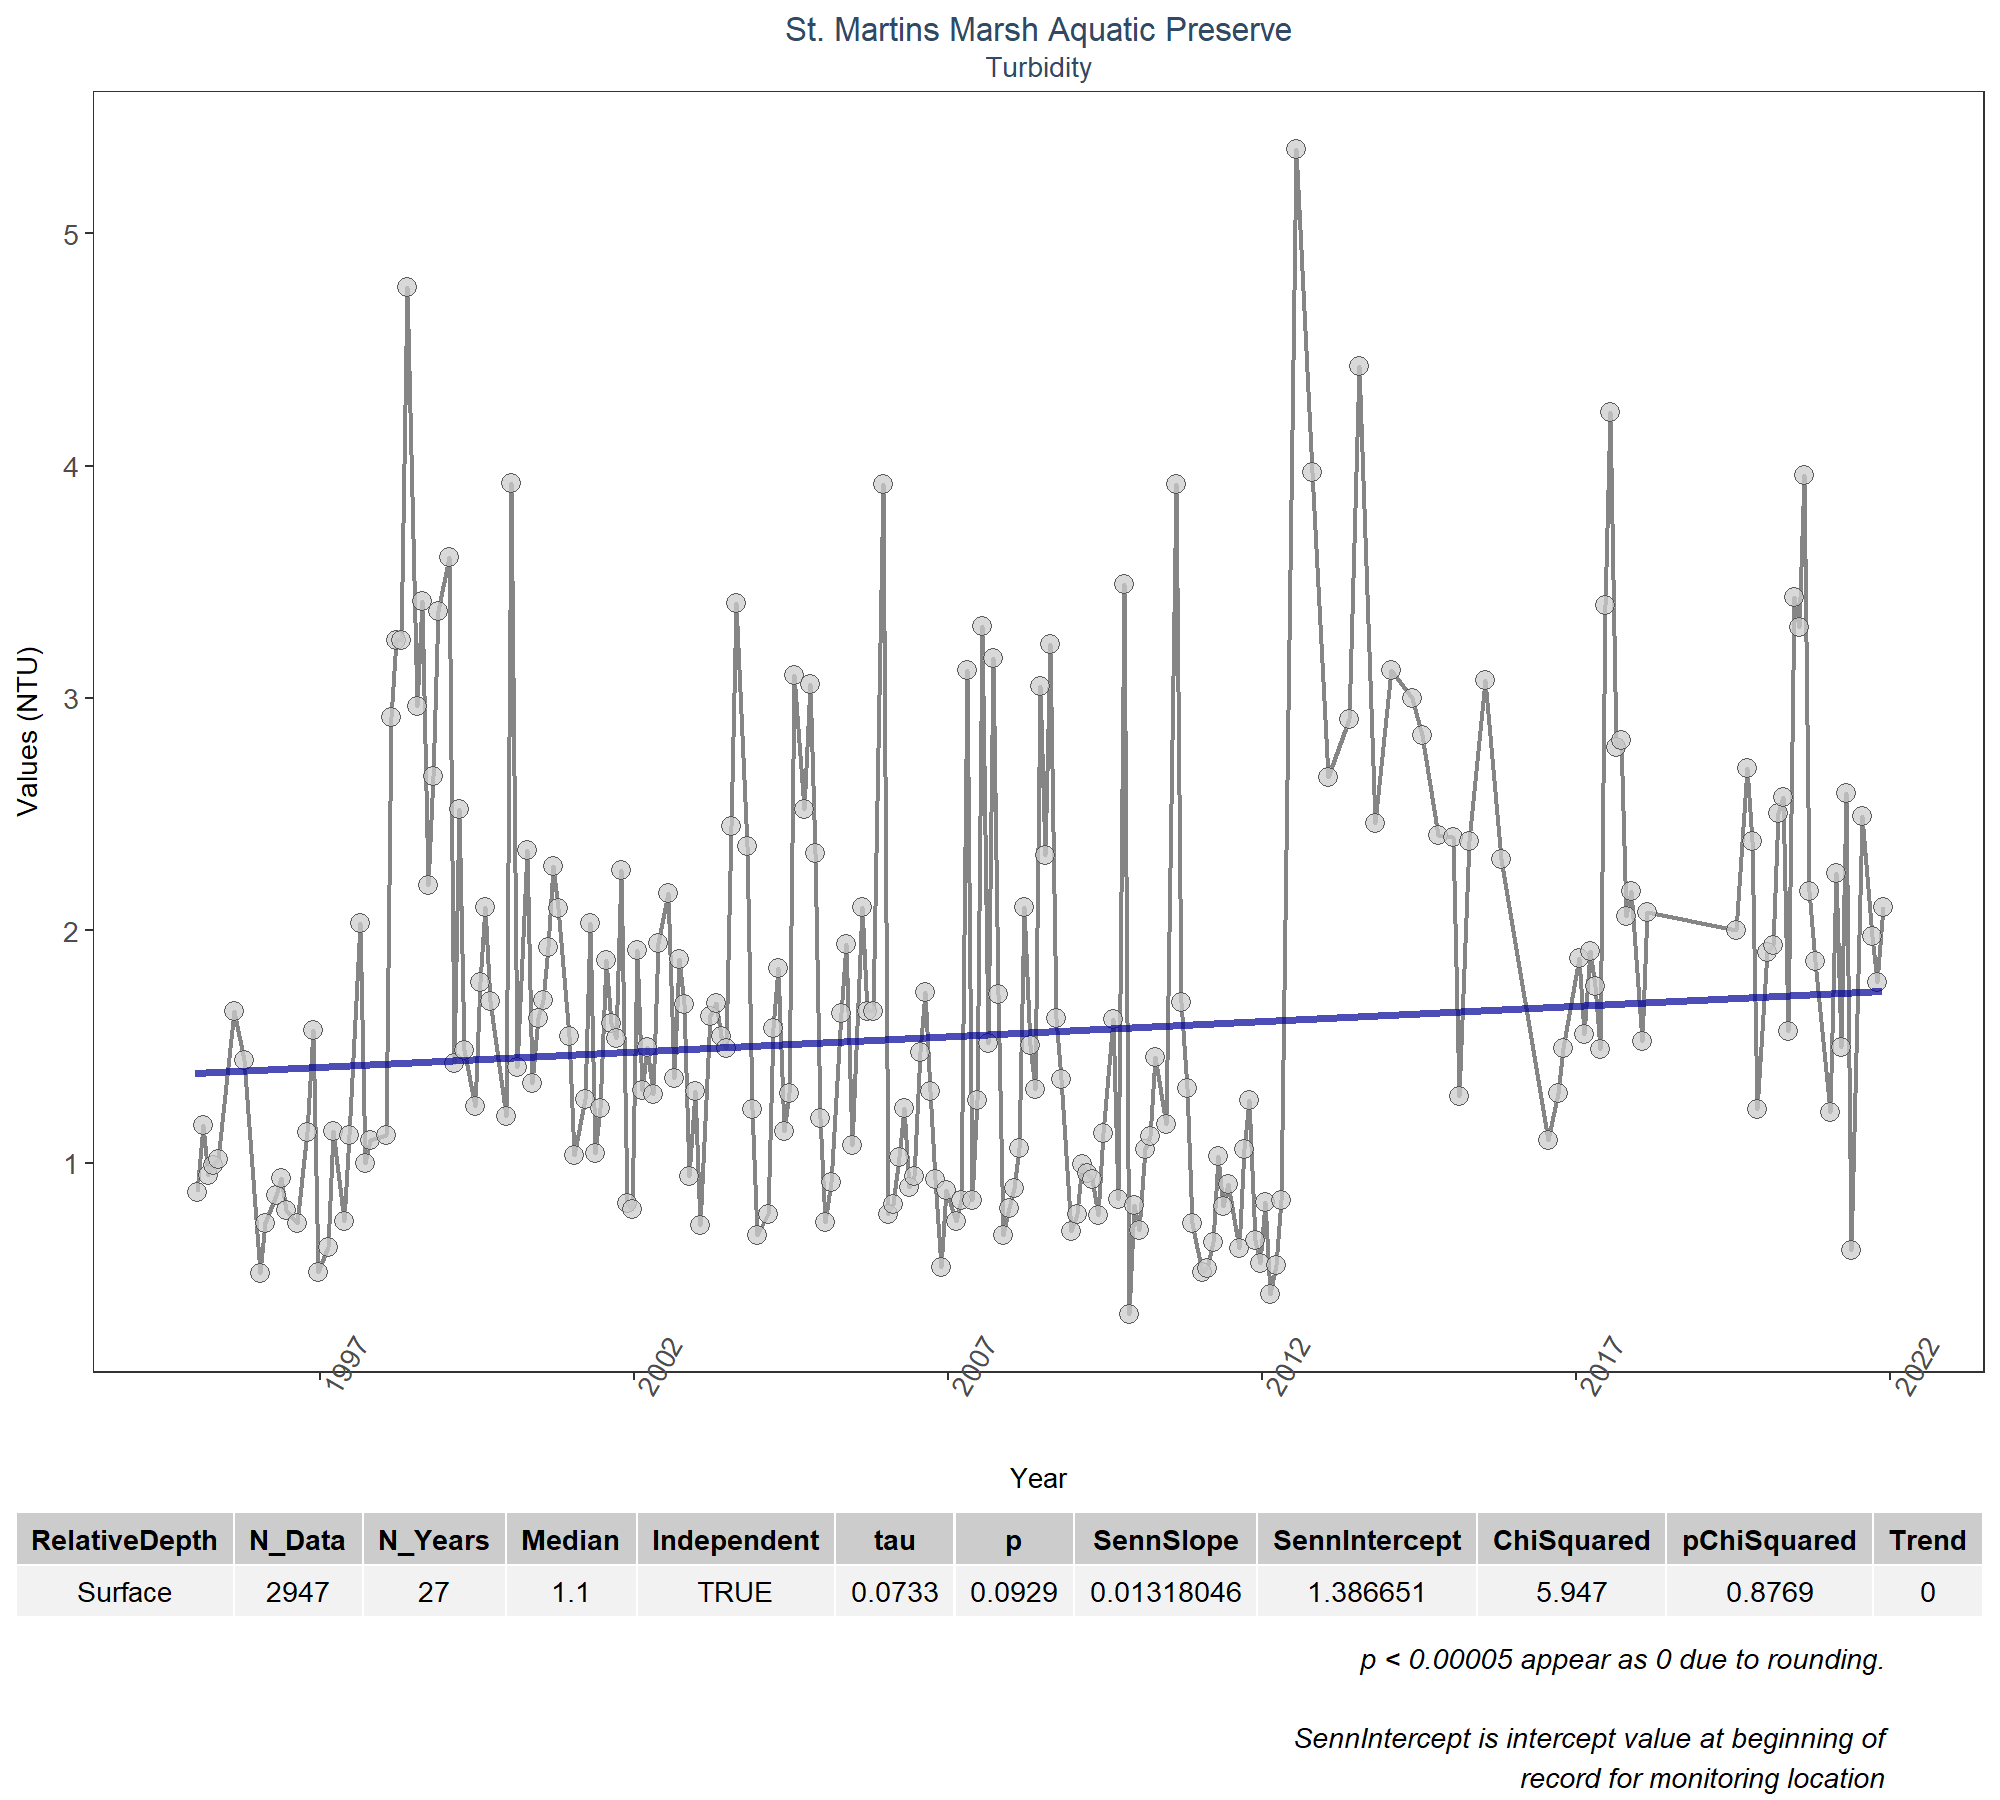 St. Martins Marsh Aquatic Preserve
Turbidity
Values (NTU)
5
4
3
2
1
1997 2002 2007 2012 2017 2022
Year
RelativeDepth N_Data N_Years Median Independent tau p SennSlope SennIntercept ChiSquared pChiSquared Trend
Surface 2947 27 1.1 TRUE 0.0733 0.0929 0.01318046 1.386651 5.947 0.8769 0
p < 0.00005 appear as 0 due to rounding.
SennIntercept is intercept value at beginning of
record for monitoring location